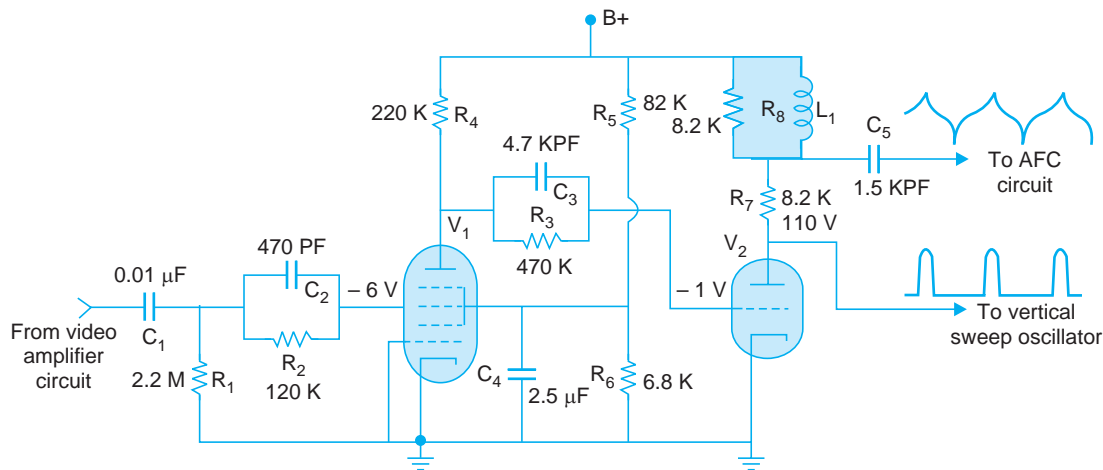 B+
220 K
R4
R5
82 K
8.2 K
R8
L1
C5
1.5 KPF
To AFC
circuit
4.7 KPF
C3
R3
470 K
R7
8.2 K
110 V
V1
V2
470 PF
C2
0.01 μF
C1
– 6 V
– 1 V
From video
amplifier
circuit
R2
120 K
2.2 M
R1
C4
2.5 μF
R6
6.8 K
To vertical
sweep oscillator